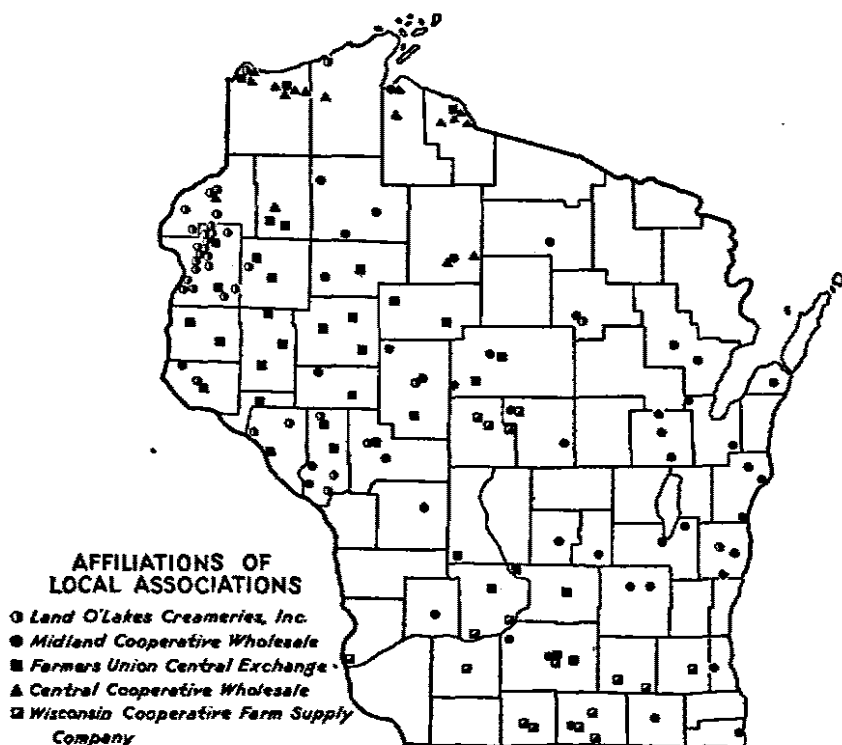 AFFILIATIONS OF
LOCAL ASSOCIATIONS
Land O'Lakes Creameries, Inc.
Midland Cooperative Wholesale
Farmers Union Central Exchange
Central Cooperative Wholesale
Wisconsin Cooperative Farm Supply
Company